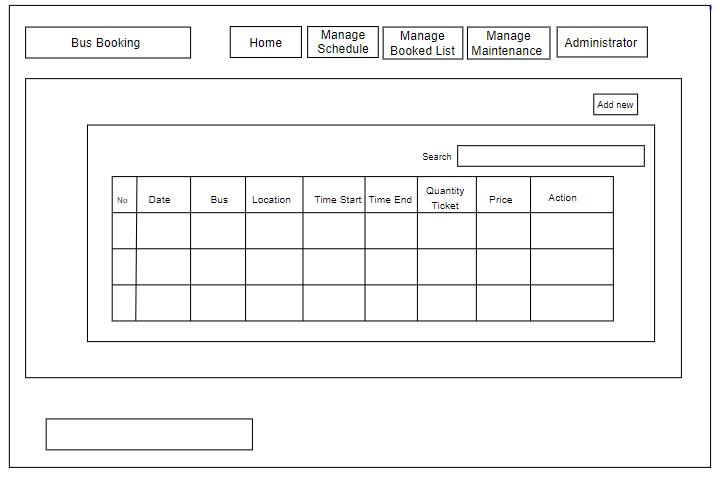 Bus Booking
Home
Manage
Schedule
Manage
Booked List
Manage
Maintenance
Administrator
Add new
Search
No
Date
Bus
Location
Time Start
Time End
Quantity
Ticket
Price
Action